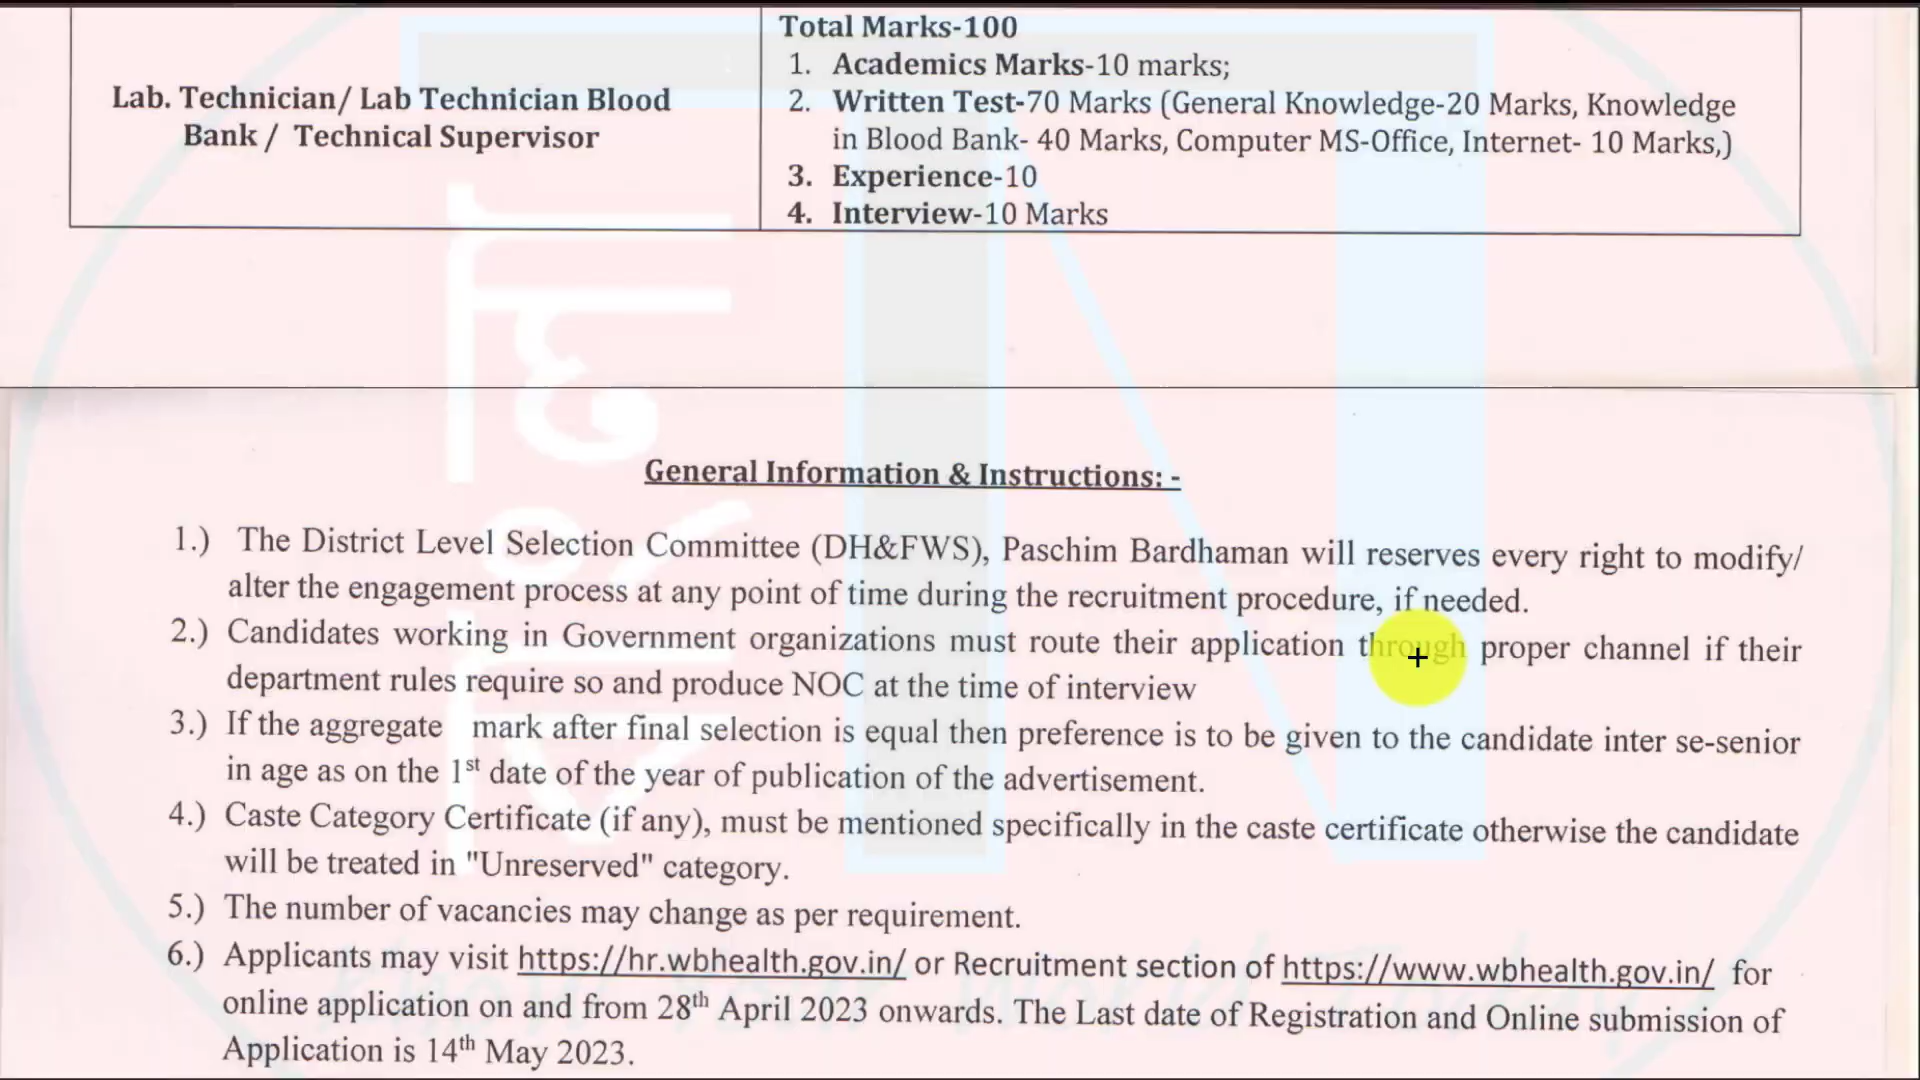 Total Marks-100
1. Academics Marks-10 marks;
Lab. Technician/ Lab Technician Blood
Bank / Technical Supervisor
2. Written Test-70 Marks (General Knowledge-20 Marks, Knowledge
in Blood Bank- 40 Marks, Computer MS-Office, Internet- 10 Marks,)
3. Experience-10
4. Interview-10 Marks
General Information & Instructions: -
1.) The District Level Selection Committee (DH&FWS), Paschim Bardhaman will reserves every right to modify/
alter the engagement process at any point of time during the recruitment procedure, if needed.
2.) Candidates working in Government organizations must route their application through proper channel if their
department rules require so and produce NOC at the time of interview
3.) If the aggregate mark after final selection is equal then preference is to be given to the candidate inter se-senior
in age as on the 1st date of the year of publication of the advertisement.
4.) Caste Category Certificate (if any), must be mentioned specifically in the caste certificate otherwise the candidate
will be treated in "Unreserved" category.
5.) The number of vacancies may change as per requirement.
6.) Applicants may visit https://hr.wbhealth.gov.in/ or Recruitment section of https://www.wbhealth.gov.in/ for
online application on and from 28th April 2023 onwards. The Last date of Registration and Online submission of
Application is 14th May 2023.